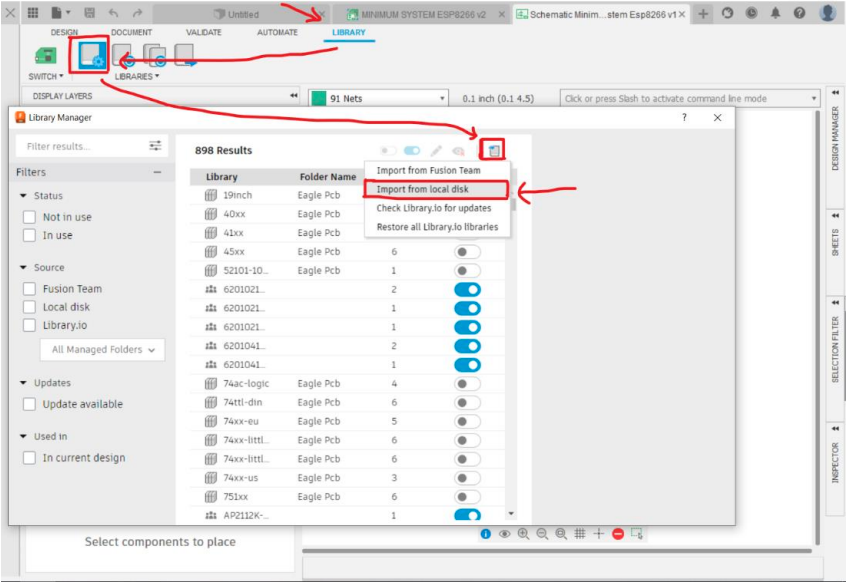 Untitled
MINIMUM SYSTEM ESP8266 v2
Schematic Minim...stem Esp8266 v1
DESIGN DOCUMENT VALIDATE AUTOMATE LIBRARY
SWITCH LIBRARIES
DISPLAY LAYERS
91 Nets
0.1 inch (0.1 4.5)
Click or press Slash to activate command line mode
DESIGN MANAGER
SHEETS
SELECTION FILTER
INSPECTOR
Library Manager ? ×
Filter results...
Filters
Status
Not in use
In use
Source
Fusion Team
Local disk
Library.io
All Managed Folders
Updates
Update available
Used in
In current design
898 Results
Import from Fusion Team
Import from local disk
Check Library.io for updates
Restore all Library.io libraries
Library Folder Name
19inch Eagle Pcb
40xx Eagle Pcb
41xx Eagle Pcb
45xx Eagle Pcb 6
52101-10... Eagle Pcb 1
6201021... 2
6201021... 1
6201021... 1
6201041... 2
6201041... 1
74ac-logic Eagle Pcb 4
74ttl-din Eagle Pcb 6
74xx-eu Eagle Pcb 5
74xx-littl... Eagle Pcb 6
74xx-littl... Eagle Pcb 6
74xx-us Eagle Pcb 3
751xx Eagle Pcb 6
AP2112K-... 1
Select components to place